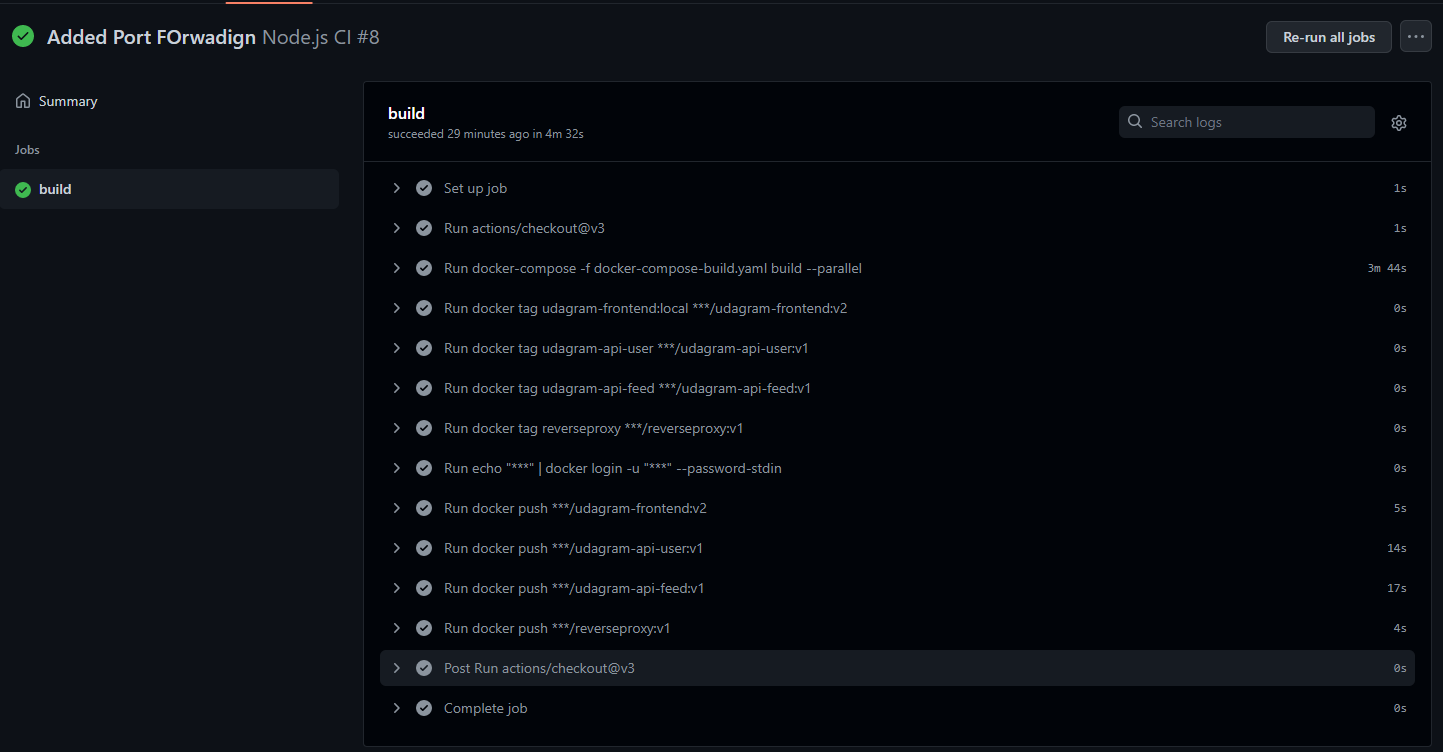 Added Port FOrwadign Node.js CI #8
Re-run all jobs
Summary
Jobs
build
build
succeeded 29 minutes ago in 4m 32s
Search logs
Set up job 1s
Run actions/checkout@v3 1s
Run docker-compose -f docker-compose-build.yaml build --parallel 3m 44s
Run docker tag udagram-frontend:local ***/udagram-frontend:v2 0s
Run docker tag udagram-api-user ***/udagram-api-user:v1 0s
Run docker tag udagram-api-feed ***/udagram-api-feed:v1 0s
Run docker tag reverseproxy ***/reverseproxy:v1 0s
Run echo "***" | docker login -u "***" --password-stdin 0s
Run docker push ***/udagram-frontend:v2 5s
Run docker push ***/udagram-api-user:v1 14s
Run docker push ***/udagram-api-feed:v1 17s
Run docker push ***/reverseproxy:v1 4s
Post Run actions/checkout@v3 0s
Complete job 0s